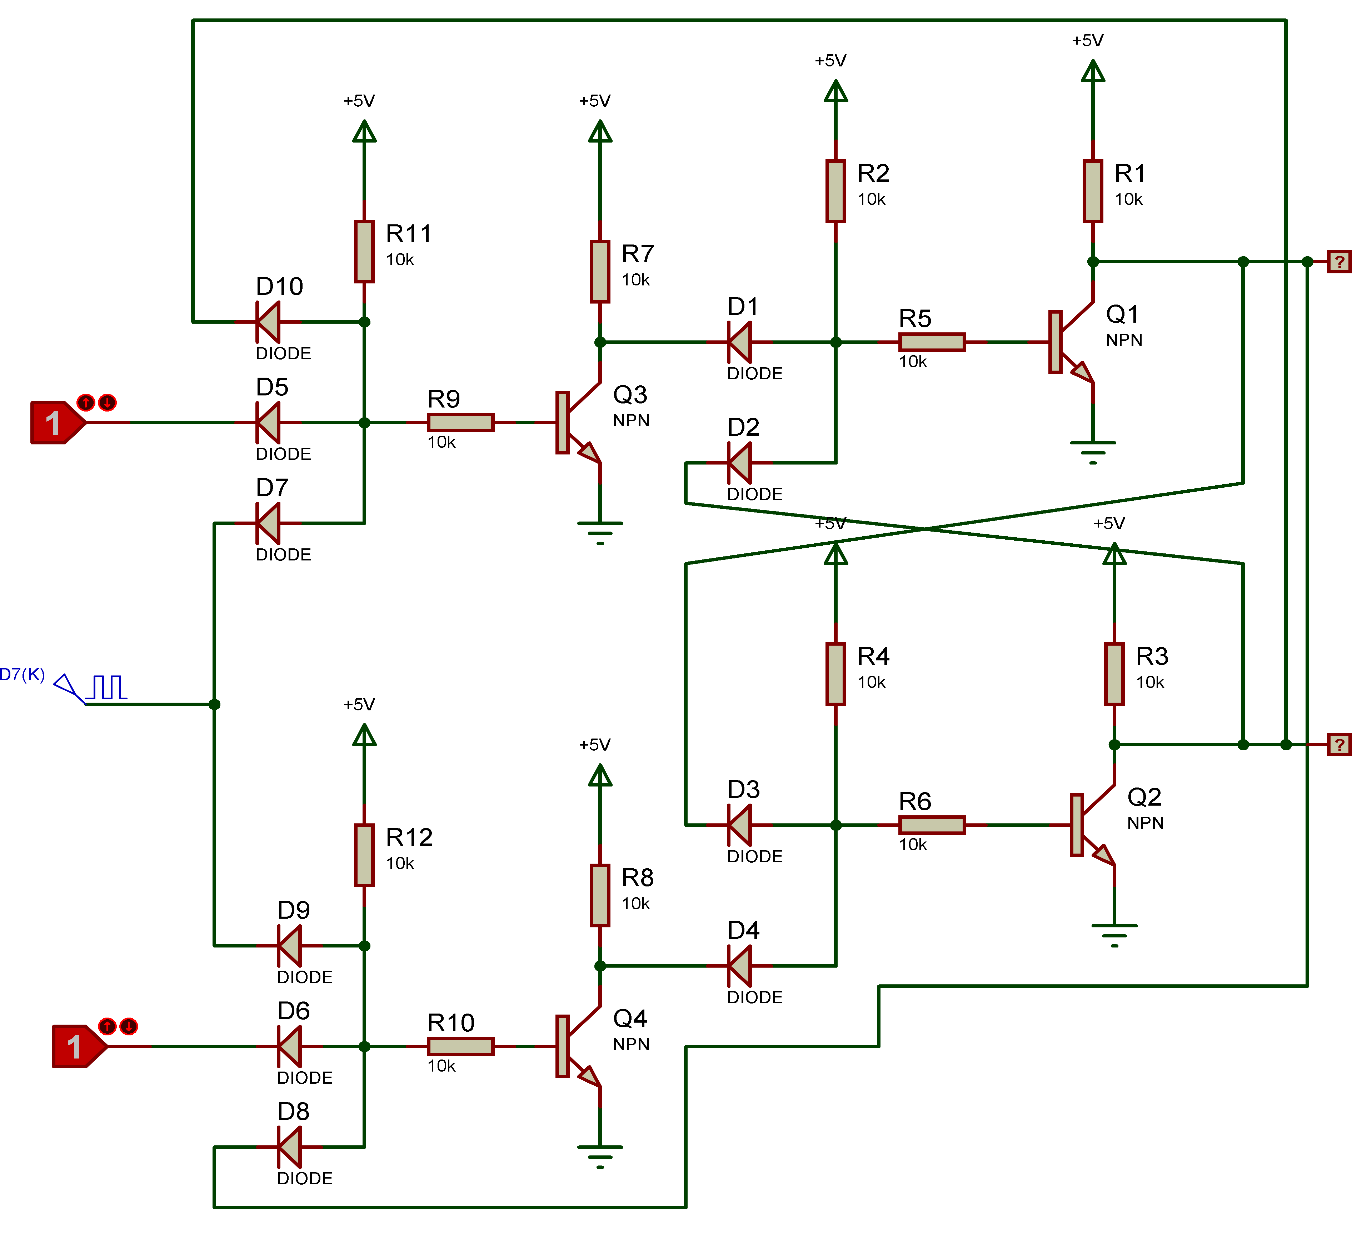 +5V
+5V
+5V
+5V
R2
10k
R1
10k
R11
10k
R7
10k
D10
DIODE
D1
DIODE
R5
10k
Q1
NPN
?
D5
DIODE
1
R9
10k
Q3
NPN
D2
DIODE
D7
DIODE
+5V
+5V
D7(K)
R4
10k
R3
10k
+5V
+5V
?
D3
DIODE
R6
10k
Q2
NPN
R12
10k
R8
10k
D9
DIODE
D4
DIODE
D6
DIODE
1
R10
10k
Q4
NPN
D8
DIODE